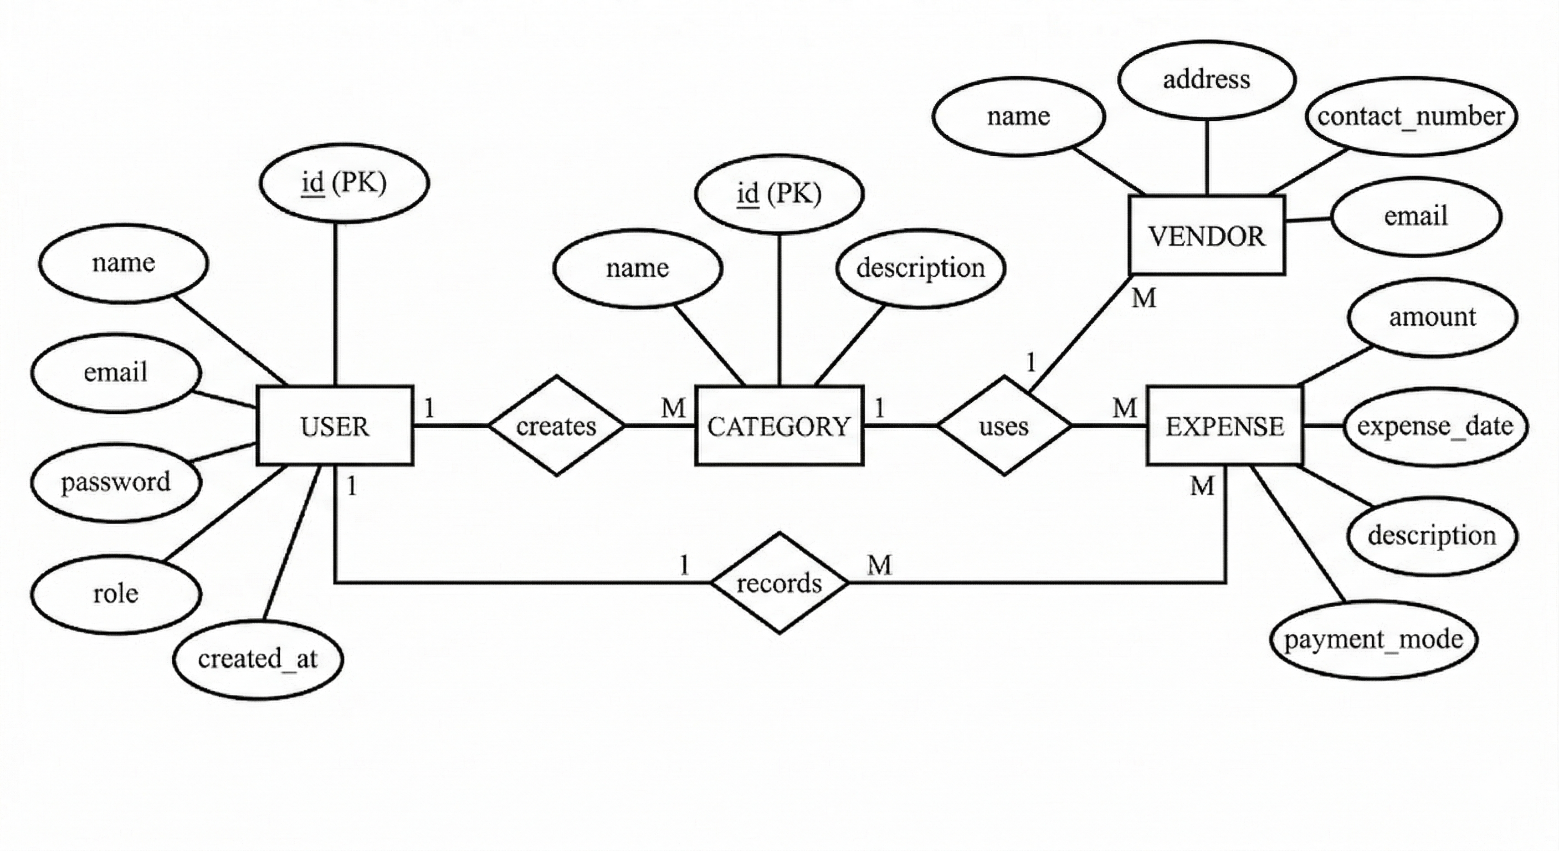 address
name
contact_number
id (PK)
id (PK)
email
VENDOR
name
name
description
M
amount
email
1
1
M
1
M
USER
creates
CATEGORY
uses
EXPENSE
expense_date
password
1
M
description
1
M
records
role
payment_mode
created_at